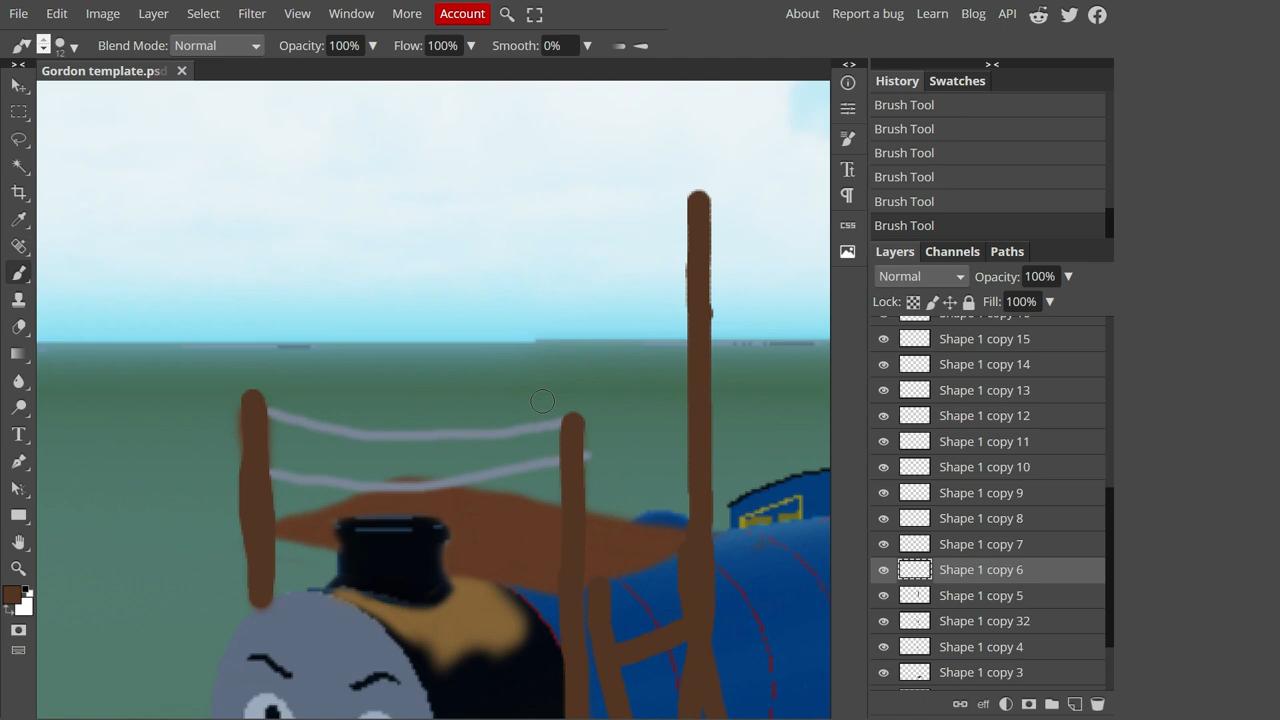 File Edit Image Layer Select Filter View Window More Account About Report a bug Learn Blog API
12 Blend Mode: Normal Opacity: 100% Flow: 100% Smooth: 0%
> < < > > <
Gordon template.psd
History Swatches
Brush Tool
Brush Tool
Brush Tool
Brush Tool
Brush Tool
Brush Tool
CSS
Layers Channels Paths
Normal Opacity: 100%
Lock: Fill: 100%
Shape 1 copy 15
Shape 1 copy 14
Shape 1 copy 13
Shape 1 copy 12
Shape 1 copy 11
Shape 1 copy 10
Shape 1 copy 9
Shape 1 copy 8
Shape 1 copy 7
Shape 1 copy 6
Shape 1 copy 5
Shape 1 copy 32
Shape 1 copy 4
Shape 1 copy 3
eff